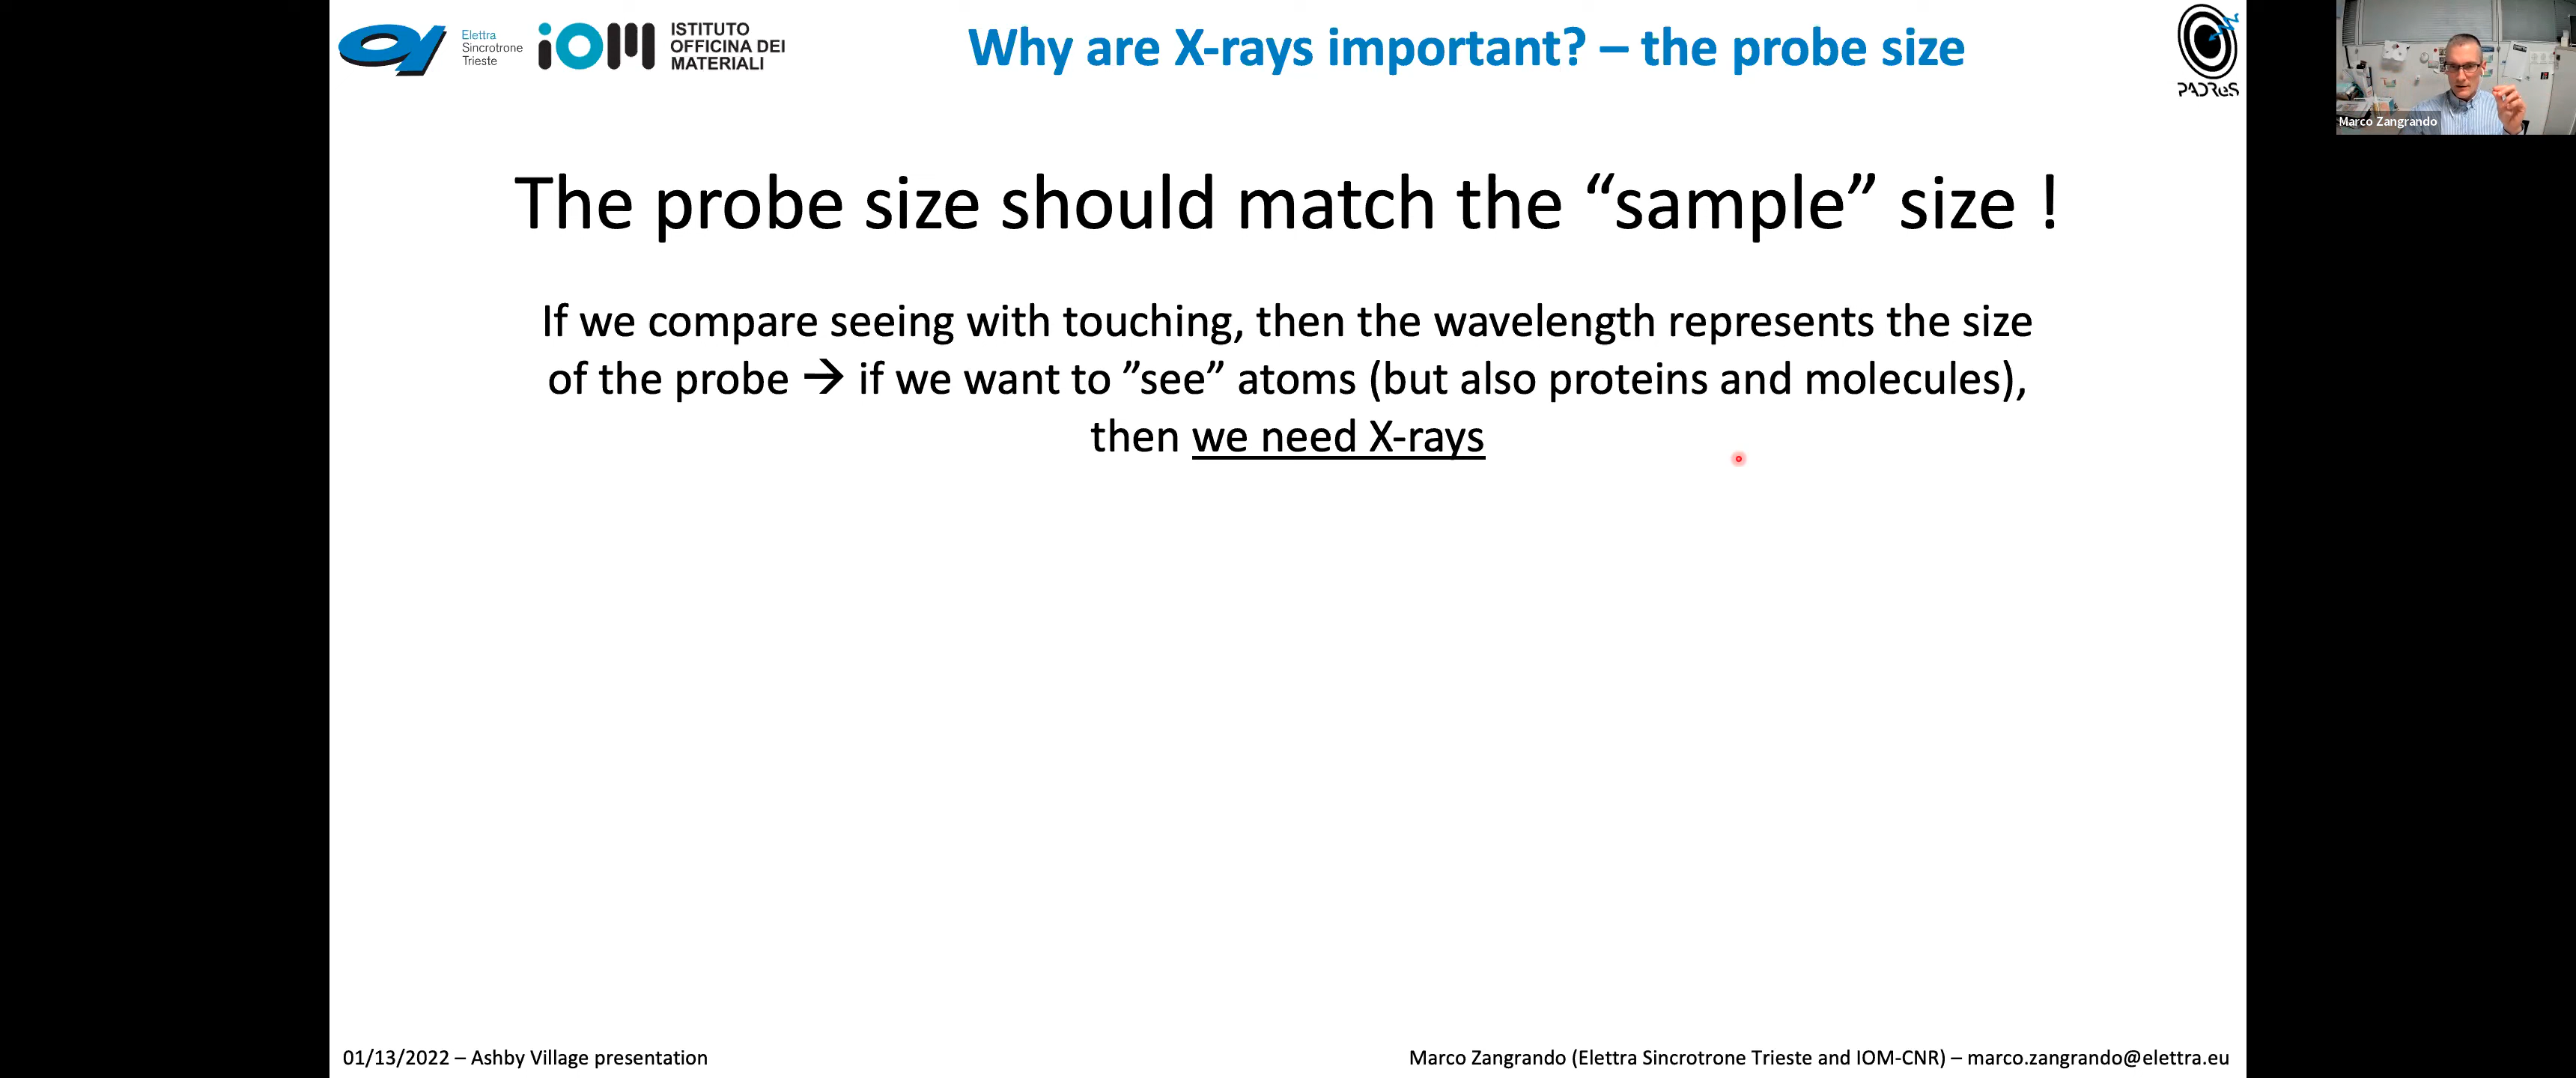 Elettra
Sincrotrone
Trieste
iOM
ISTITUTO
OFFICINA DEI
MATERIALI
Why are X-rays important? – the probe size
PADReS
Marco Zangrando
The probe size should match the “sample” size !
If we compare seeing with touching, then the wavelength represents the size
of the probe → if we want to ”see” atoms (but also proteins and molecules),
then we need X-rays
01/13/2022 – Ashby Village presentation
Marco Zangrando (Elettra Sincrotrone Trieste and IOM-CNR) – marco.zangrando@elettra.eu